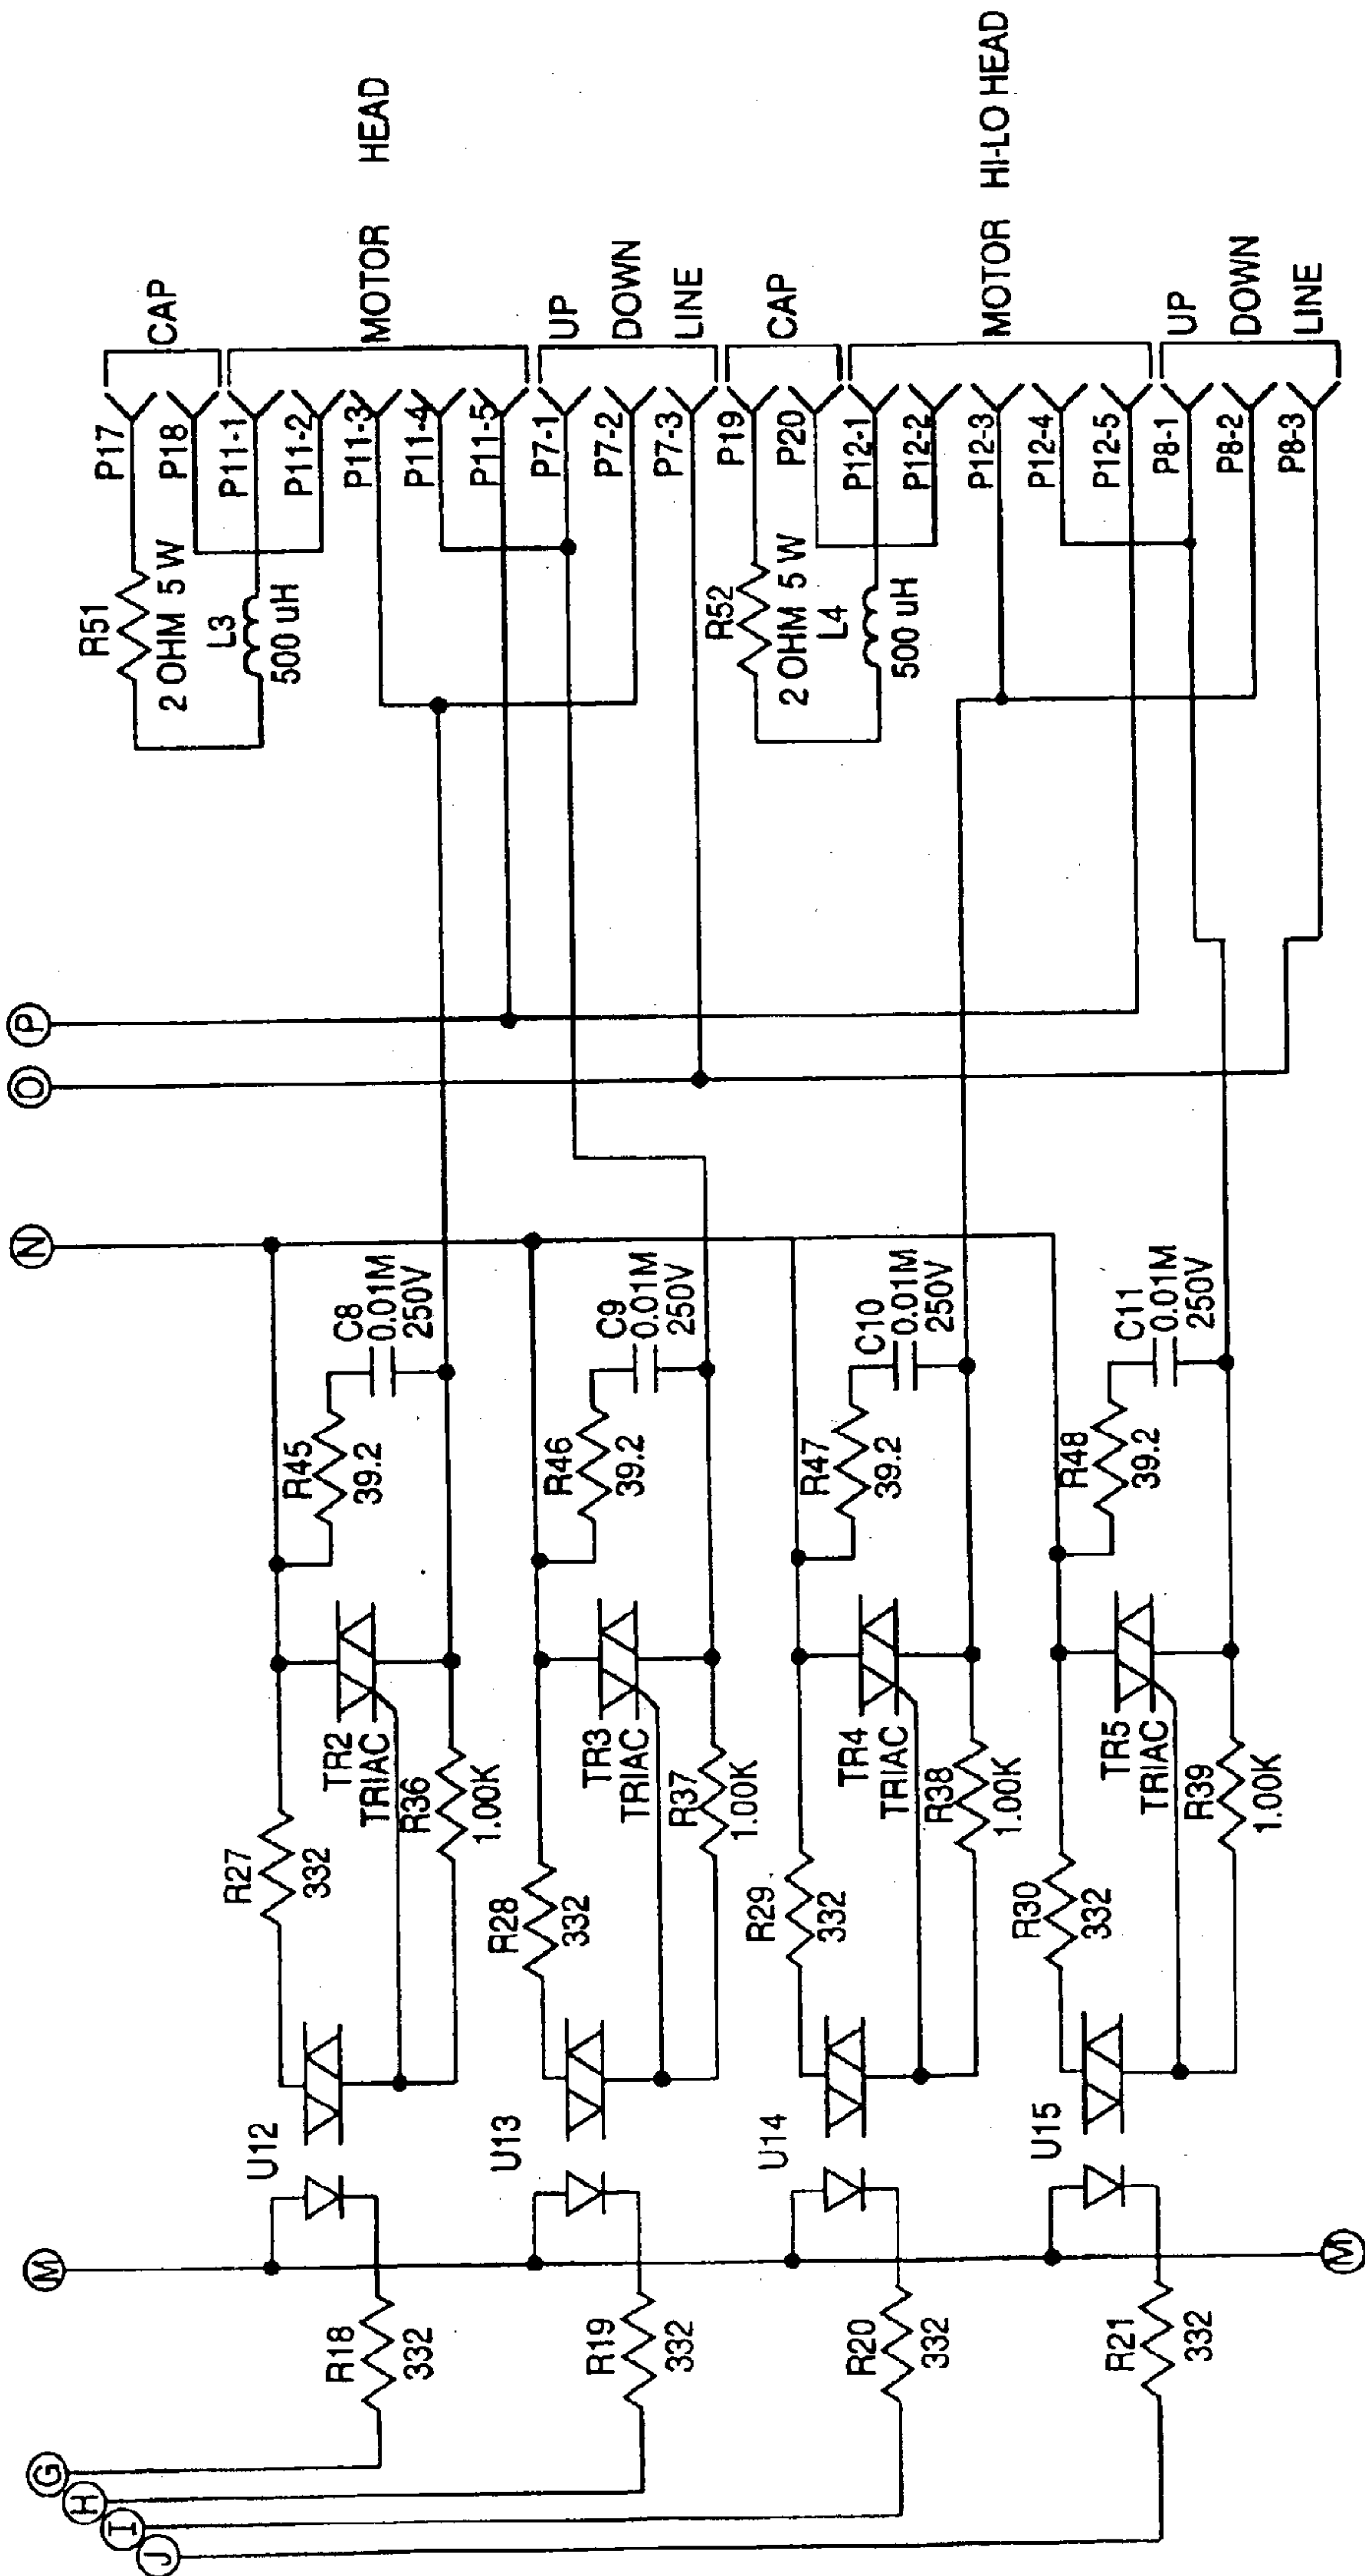 G
H
I
J
M
N
O
P
R18
332
U12
R27
332
TR2
TRIAC
R36
1.00K
R45
39.2
C8
0.01M
250V
R19
332
U13
R28
332
TR3
TRIAC
R37
1.00K
R46
39.2
C9
0.01M
250V
R20
332
U14
R29
332
TR4
TRIAC
R38
1.00K
R47
39.2
C10
0.01M
250V
R21
332
U15
R30
332
TR5
TRIAC
R39
1.00K
R48
39.2
C11
0.01M
250V
M
R51
2 OHM 5 W
L3
500 uH
P17
P18
CAP
P11-1
P11-2
P11-3
P11-4
P11-5
MOTOR HEAD
P7-1
UP
P7-2
DOWN
P7-3
LINE
R52
2 OHM 5 W
L4
500 uH
P19
P20
CAP
P12-1
P12-2
P12-3
P12-4
P12-5
MOTOR HI-LO HEAD
P8-1
UP
P8-2
DOWN
P8-3
LINE